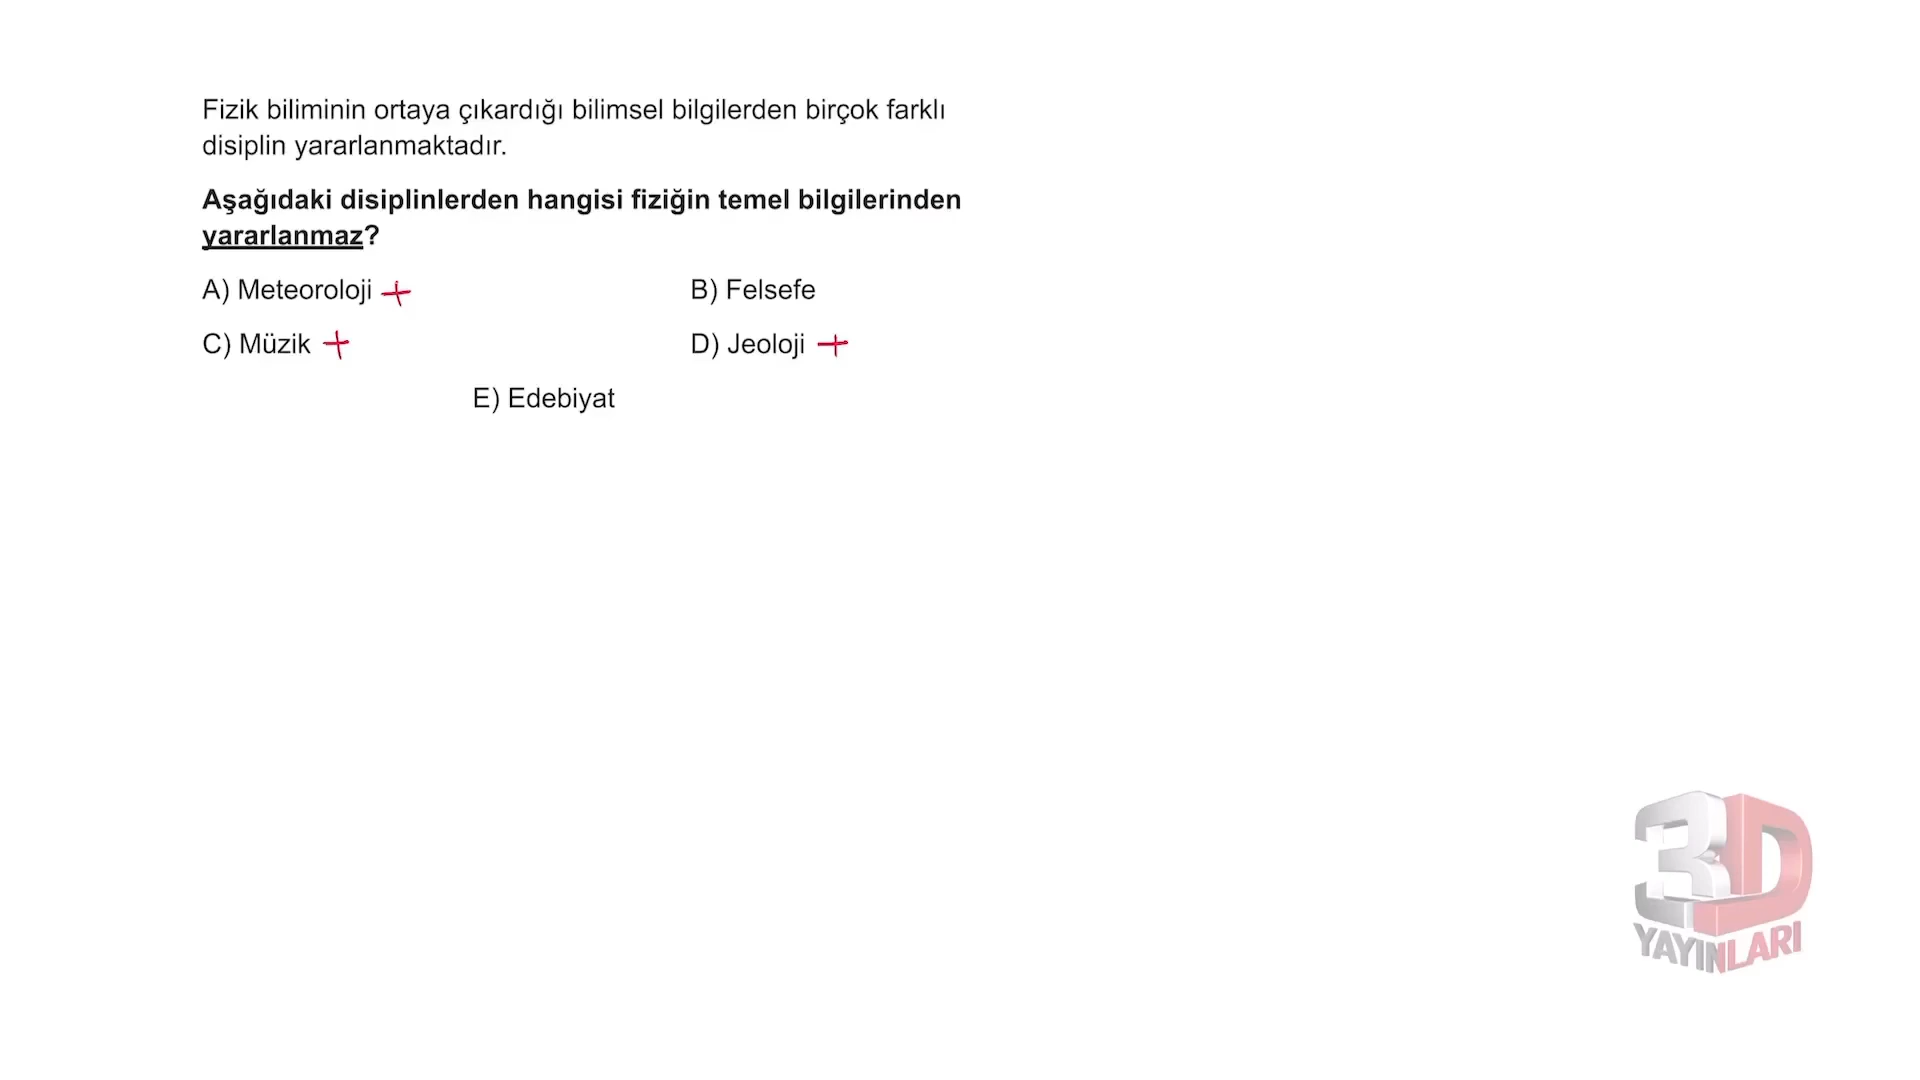 Fizik biliminin ortaya çıkardığı bilimsel bilgilerden birçok farklı
disiplin yararlanmaktadır.
Aşağıdaki disiplinlerden hangisi fiziğin temel bilgilerinden
yararlanmaz?
A) Meteoroloji +
B) Felsefe
C) Müzik +
D) Jeoloji +
E) Edebiyat
3D
YAYINLARI